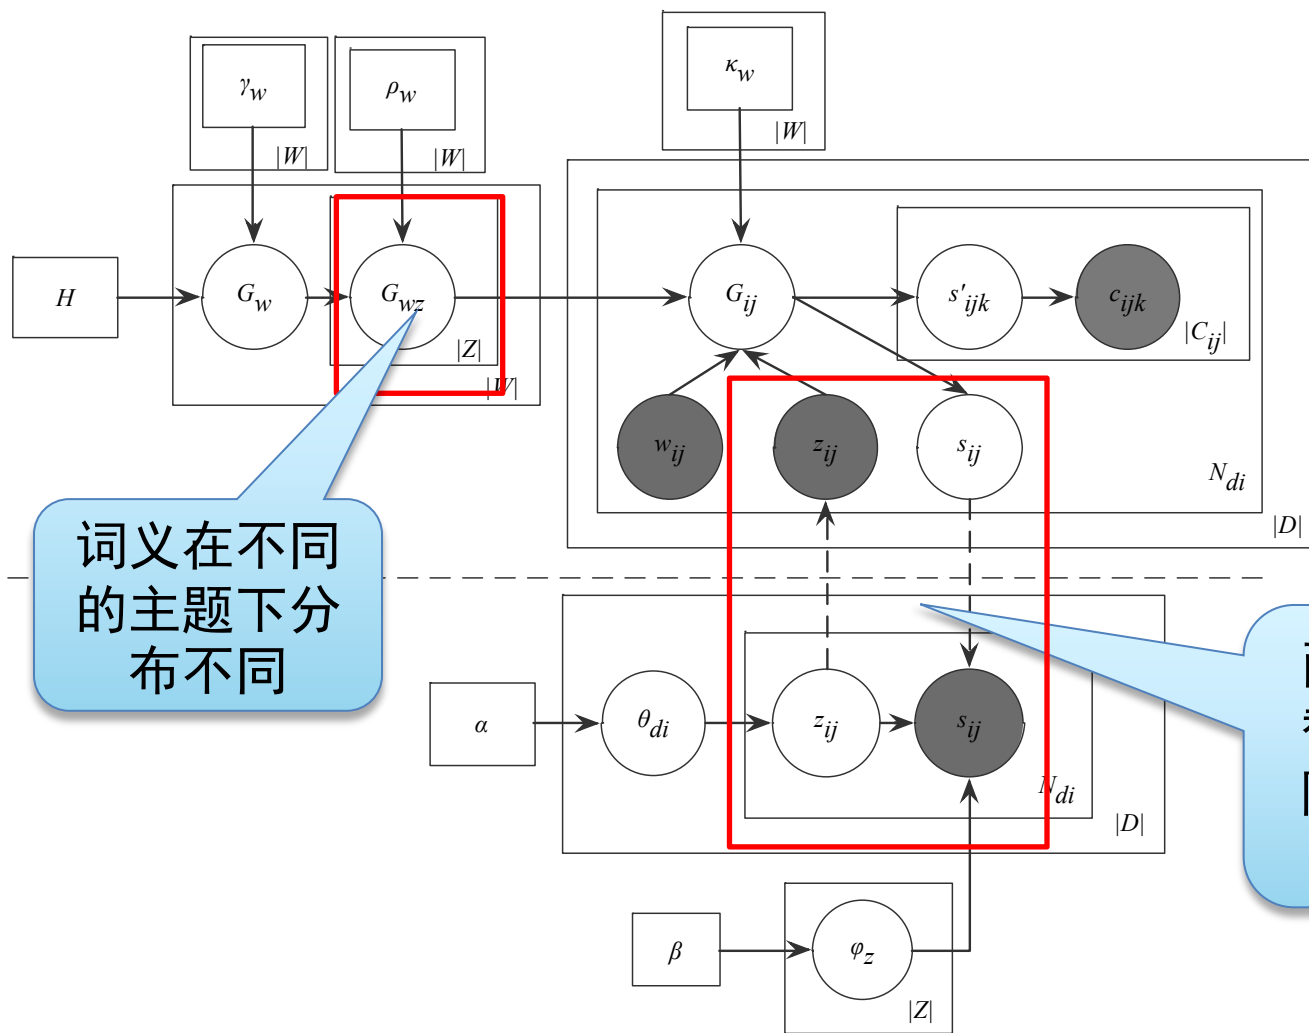 γw
ρw
κw
|W|
|W|
|W|
H
Gw
Gwz
Gij
s'ijk
cijk
|Z|
|W|
|Cij|
wij
zij
sij
Ndi
|D|
词义在不同
的主题下分
布不同
α
θdi
zij
sij
Ndi
|D|
β
φz
|Z|